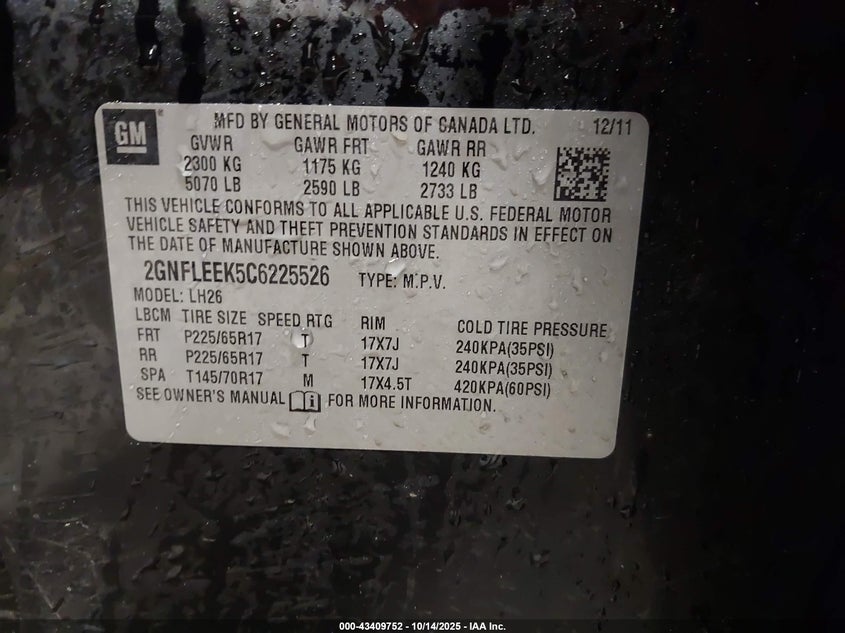 GM
MFD BY GENERAL MOTORS OF CANADA LTD. 12/11
GVWR GAWR FRT GAWR RR
2300 KG 1175 KG 1240 KG
5070 LB 2590 LB 2733 LB
THIS VEHICLE CONFORMS TO ALL APPLICABLE U.S. FEDERAL MOTOR
VEHICLE SAFETY AND THEFT PREVENTION STANDARDS IN EFFECT ON
THE DATE OF MANUFACTURE SHOWN ABOVE.
2GNFLEEK5C6225526 TYPE: M.P.V.
MODEL: LH26
LBCM TIRE SIZE SPEED RTG RIM COLD TIRE PRESSURE
FRT P225/65R17 T 17X7J 240KPA(35PSI)
RR P225/65R17 T 17X7J 240KPA(35PSI)
SPA T145/70R17 M 17X4.5T 420KPA(60PSI)
SEE OWNER'S MANUAL FOR MORE INFORMATION.
000-43409752 - 10/14/2025 - IAA Inc.